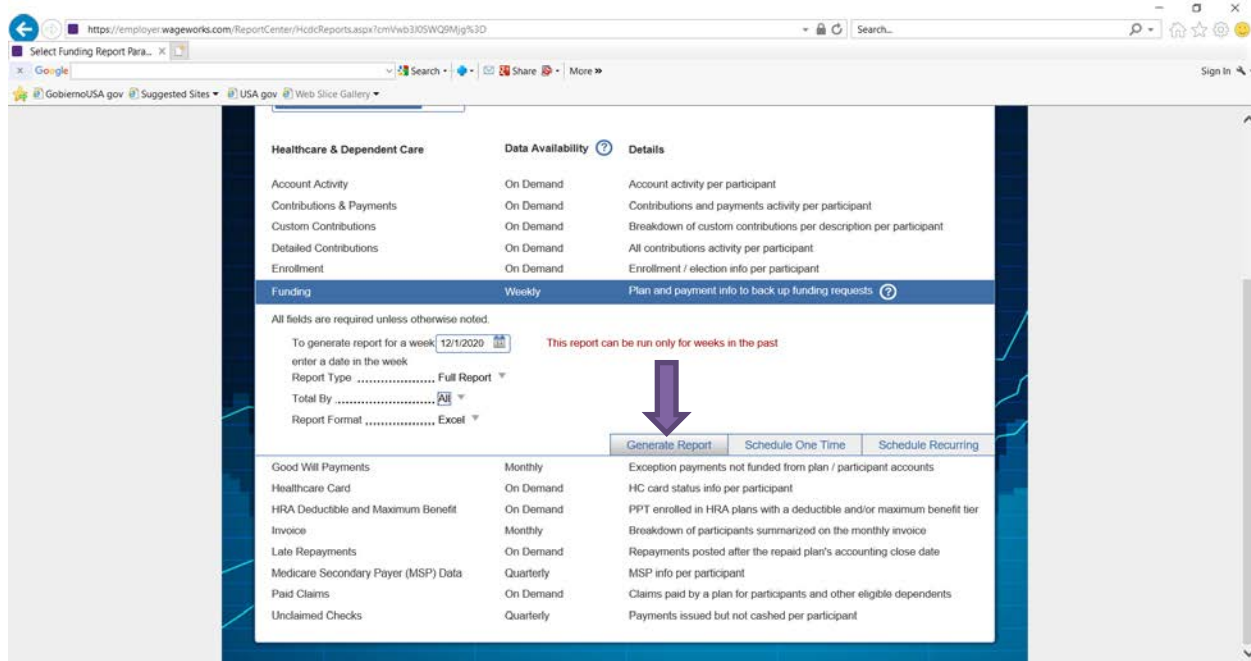 https://employer.wageworks.com/ReportCenter/HcdcReports.aspx?cmVwb3J0SWQ9Mjg%3D
Search...
Select Funding Report Para...
x Google Search Share More »
Sign In
GobiernoUSA gov Suggested Sites USA gov Web Slice Gallery
Healthcare & Dependent Care Data Availability ? Details
Account Activity On Demand Account activity per participant
Contributions & Payments On Demand Contributions and payments activity per participant
Custom Contributions On Demand Breakdown of custom contributions per description per participant
Detailed Contributions On Demand All contributions activity per participant
Enrollment On Demand Enrollment / election info per participant
Funding Weekly Plan and payment info to back up funding requests ?
All fields are required unless otherwise noted.
To generate report for a week 12/1/2020 This report can be run only for weeks in the past
enter a date in the week
Report Type .................... Full Report
Total By .......................... All
Report Format .................. Excel
Generate Report Schedule One Time Schedule Recurring
Good Will Payments Monthly Exception payments not funded from plan / participant accounts
Healthcare Card On Demand HC card status info per participant
HRA Deductible and Maximum Benefit On Demand PPT enrolled in HRA plans with a deductible and/or maximum benefit tier
Invoice Monthly Breakdown of participants summarized on the monthly invoice
Late Repayments On Demand Repayments posted after the repaid plan's accounting close date
Medicare Secondary Payer (MSP) Data Quarterly MSP info per participant
Paid Claims On Demand Claims paid by a plan for participants and other eligible dependents
Unclaimed Checks Quarterly Payments issued but not cashed per participant